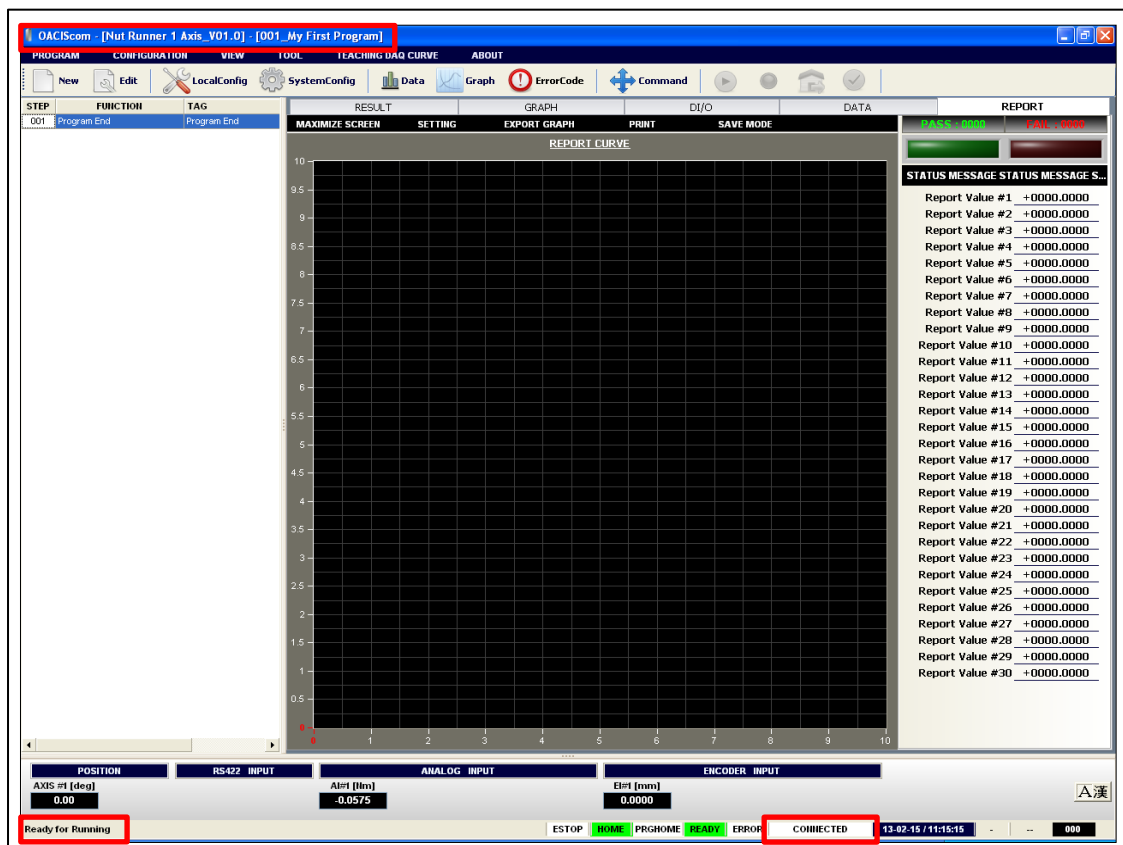 OACIScom - [Nut Runner 1 Axis_V01.0] - [001_My First Program]
PROGRAM CONFIGURATION VIEW TOOL TEACHING DAQ CURVE ABOUT
New Edit LocalConfig SystemConfig Data Graph ErrorCode Command
STEP FUNCTION TAG
001 Program End Program End
RESULT GRAPH DI/O DATA REPORT
MAXIMIZE SCREEN SETTING EXPORT GRAPH PRINT SAVE MODE
PASS : 0000 FAIL : 0000
REPORT CURVE
10
9.5
9
8.5
8
7.5
7
6.5
6
5.5
5
4.5
4
3.5
3
2.5
2
1.5
1
0.5
0
0 1 2 3 4 5 6 7 8 9 10
STATUS MESSAGE STATUS MESSAGE S...
Report Value #1 +0000.0000
Report Value #2 +0000.0000
Report Value #3 +0000.0000
Report Value #4 +0000.0000
Report Value #5 +0000.0000
Report Value #6 +0000.0000
Report Value #7 +0000.0000
Report Value #8 +0000.0000
Report Value #9 +0000.0000
Report Value #10 +0000.0000
Report Value #11 +0000.0000
Report Value #12 +0000.0000
Report Value #13 +0000.0000
Report Value #14 +0000.0000
Report Value #15 +0000.0000
Report Value #16 +0000.0000
Report Value #17 +0000.0000
Report Value #18 +0000.0000
Report Value #19 +0000.0000
Report Value #20 +0000.0000
Report Value #21 +0000.0000
Report Value #22 +0000.0000
Report Value #23 +0000.0000
Report Value #24 +0000.0000
Report Value #25 +0000.0000
Report Value #26 +0000.0000
Report Value #27 +0000.0000
Report Value #28 +0000.0000
Report Value #29 +0000.0000
Report Value #30 +0000.0000
POSITION RS422 INPUT ANALOG INPUT ENCODER INPUT
AXIS #1 [deg] AI#1 [Nm] EI#1 [mm]
0.00 -0.0575 0.0000
A漢
Ready for Running ESTOP HOME PRGHOME READY ERROR CONNECTED 13-02-15 / 11:15:15 - -- 000